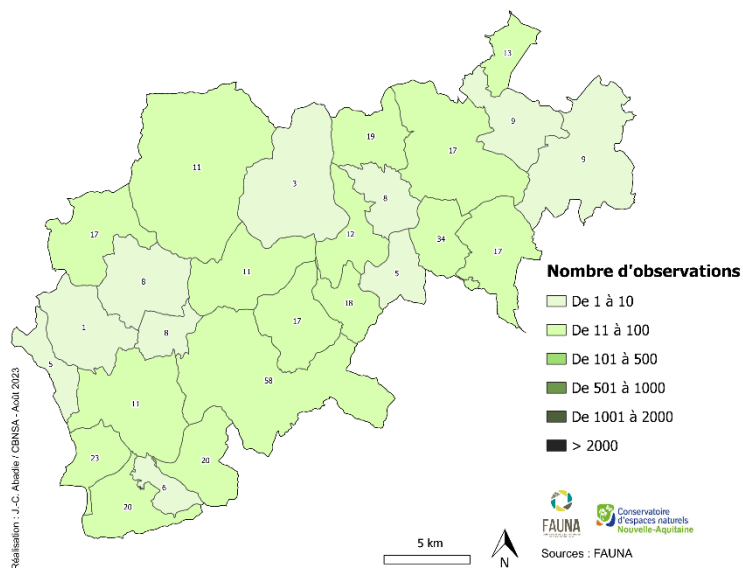 13
9
9
19
17
11
3
8
17
12
34
17
11
8
5
18
17
1
8
5
58
11
23
20
6
20
Nombre d'observations
De 1 à 10
De 11 à 100
De 101 à 500
De 501 à 1000
De 1001 à 2000
> 2000
Réalisation : J.-C. Abadie / CBNSA - Août 2023
5 km
N
FAUNA
Conservatoire
d'espaces naturels
Nouvelle-Aquitaine
Sources : FAUNA